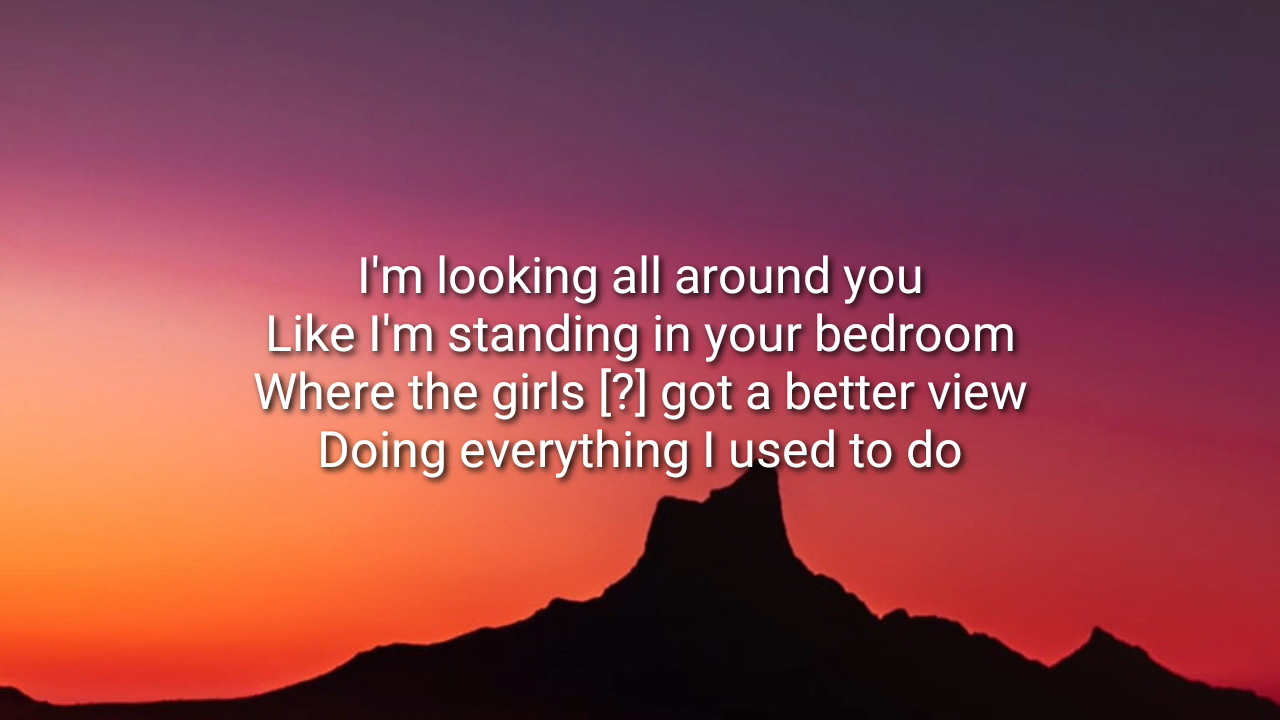 I'm looking all around you
Like I'm standing in your bedroom
Where the girls [?] got a better view
Doing everything I used to do